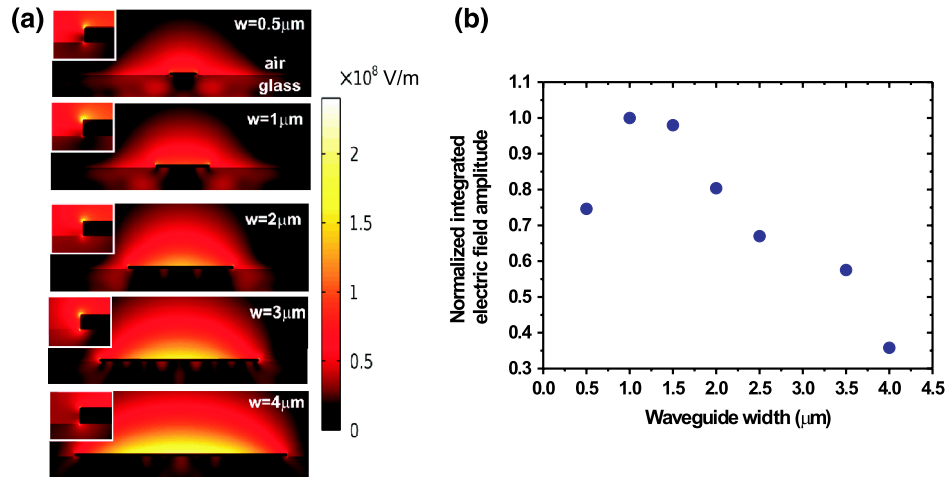 (a)
w=0.5μm
air
glass
w=1μm
w=2μm
w=3μm
w=4μm
×10⁸ V/m
2
1.5
1
0.5
0
(b)
Normalized integrated
electric field amplitude
1.1
1.0
0.9
0.8
0.7
0.6
0.5
0.4
0.3
0.0 0.5 1.0 1.5 2.0 2.5 3.0 3.5 4.0 4.5
Waveguide width (μm)